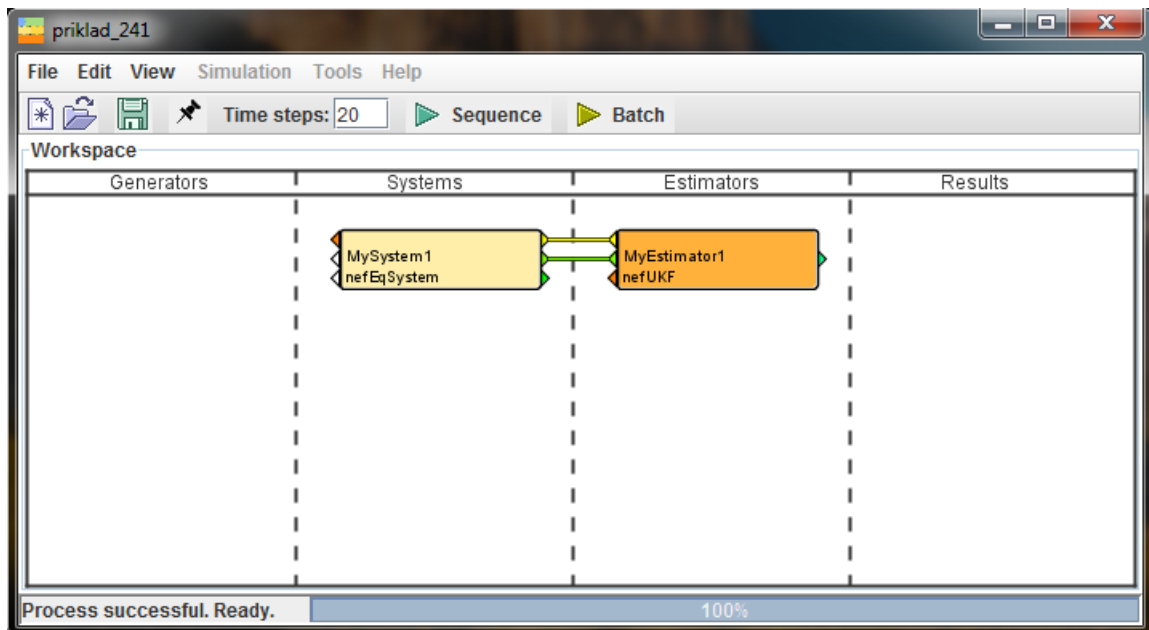 priklad_241
File Edit View Simulation Tools Help
Time steps: 20 Sequence Batch
Workspace
Generators Systems Estimators Results
MySystem1 MyEstimator1
nefEqSystem nefUKF
Process successful. Ready. 100%